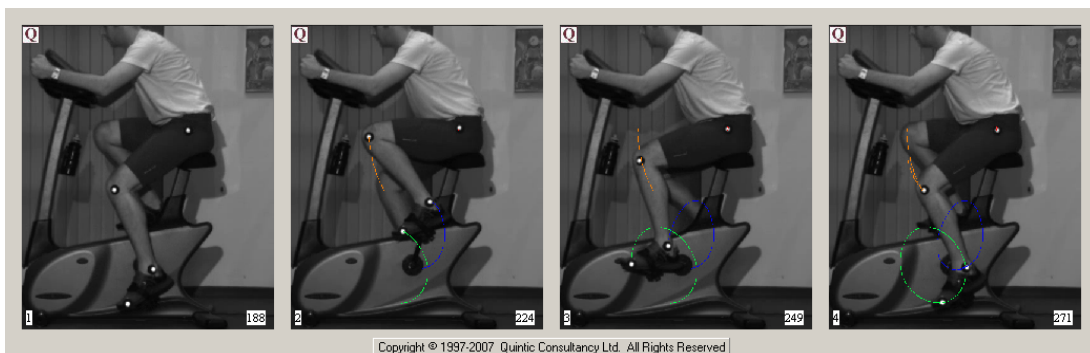 Q
Q
Q
Q
1 188
2 224
3 249
4 271
Copyright © 1997-2007 Quintic Consultancy Ltd. All Rights Reserved